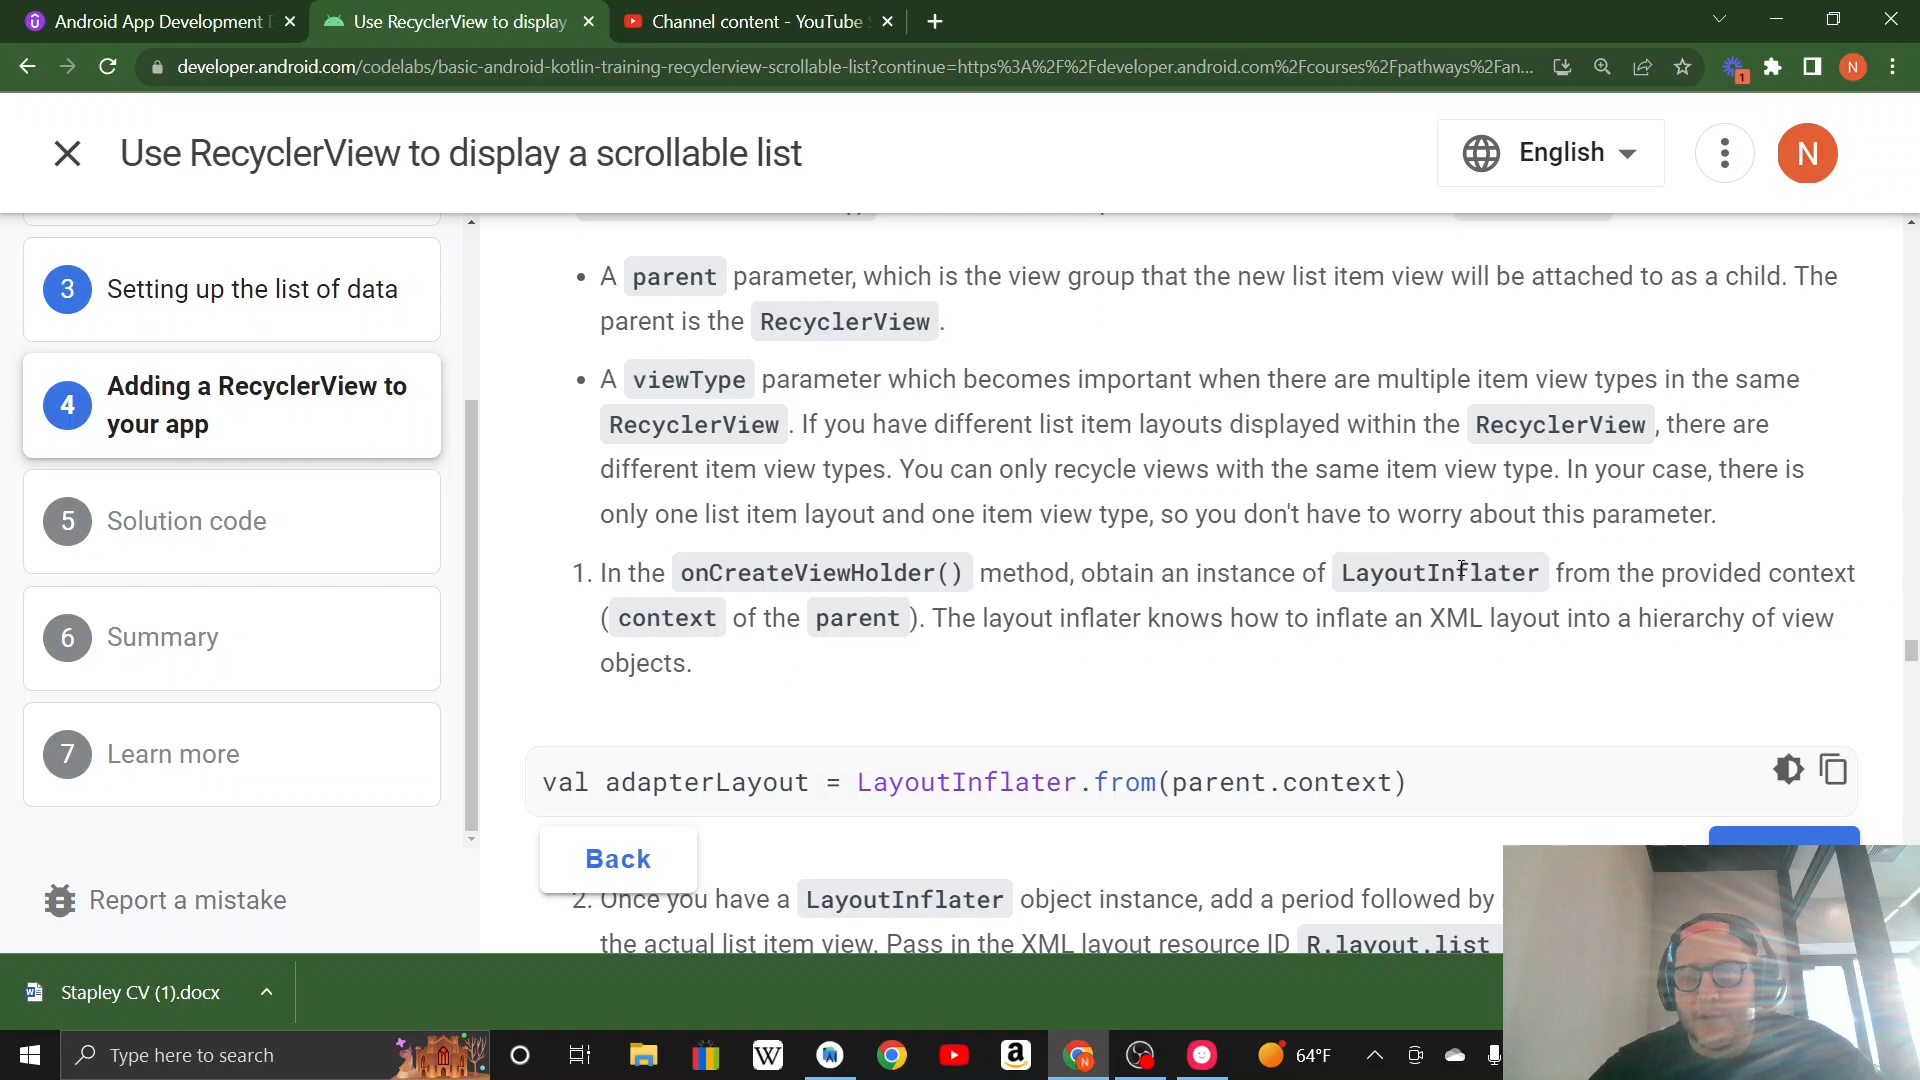 Android App Development
Use RecyclerView to display
Channel content - YouTube
developer.android.com/codelabs/basic-android-kotlin-training-recyclerview-scrollable-list?continue=https%3A%2F%2Fdeveloper.android.com%2Fcourses%2Fpathways%2Fan...
1
N
Use RecyclerView to display a scrollable list
English
N
3 Setting up the list of data
4 Adding a RecyclerView to
your app
5 Solution code
6 Summary
7 Learn more
Report a mistake
• A parent parameter, which is the view group that the new list item view will be attached to as a child. The
parent is the RecyclerView .
• A viewType parameter which becomes important when there are multiple item view types in the same
RecyclerView . If you have different list item layouts displayed within the RecyclerView , there are
different item view types. You can only recycle views with the same item view type. In your case, there is
only one list item layout and one item view type, so you don't have to worry about this parameter.
1. In the onCreateViewHolder() method, obtain an instance of LayoutInflater from the provided context
( context of the parent ). The layout inflater knows how to inflate an XML layout into a hierarchy of view
objects.
val adapterLayout = LayoutInflater.from(parent.context)
Back
2. Once you have a LayoutInflater object instance, add a period followed by
the actual list item view. Pass in the XML layout resource ID R.layout.list
Stapley CV (1).docx
Type here to search
W
a
N
64°F